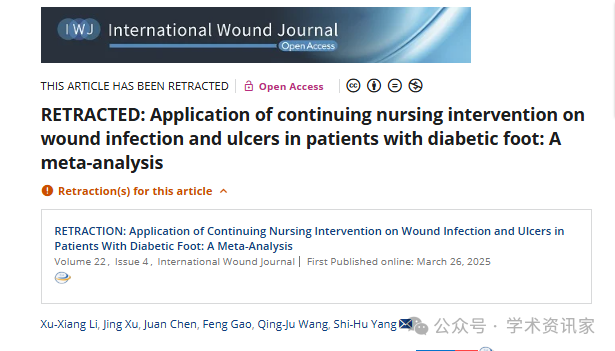 IWJ International Wound Journal
Open Access
THIS ARTICLE HAS BEEN RETRACTED Open Access
RETRACTED: Application of continuing nursing intervention on
wound infection and ulcers in patients with diabetic foot: A
meta-analysis
Retraction(s) for this article
RETRACTION: Application of Continuing Nursing Intervention on Wound Infection and Ulcers in
Patients With Diabetic Foot: A Meta-Analysis
Volume 22, Issue 4, International Wound Journal | First Published online: March 26, 2025
Xu-Xiang Li, Jing Xu, Juan Chen, Feng Gao, Qing-Ju Wang, Shi-Hu Yang
公众号 · 学术资讯家